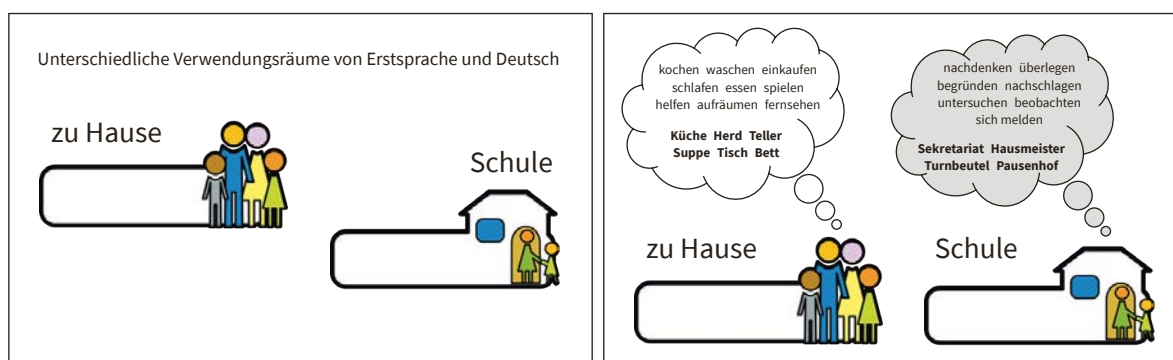 Unterschiedliche Verwendungsräume von Erstsprache und Deutsch
zu Hause
Schule
kochen waschen einkaufen
schlafen essen spielen
helfen aufräumen fernsehen
Küche Herd Teller
Suppe Tisch Bett
nachdenken überlegen
begründen nachschlagen
untersuchen beobachten
sich melden
Sekretariat Hausmeister
Turnbeutel Pausenhof
zu Hause
Schule